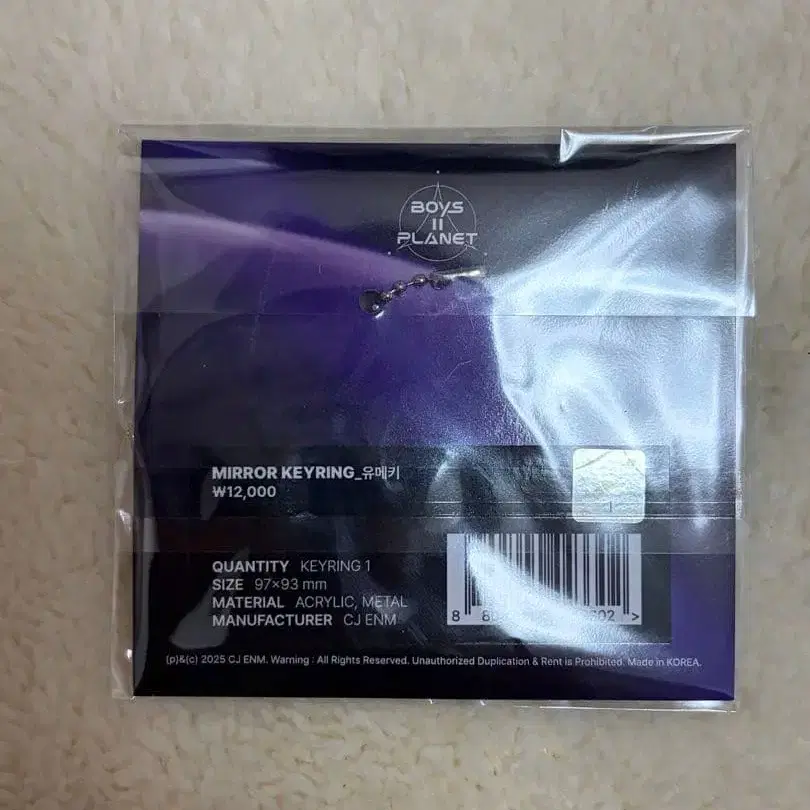 BOYS
II
PLANET
MIRROR KEYRING_유메키
₩12,000
QUANTITY KEYRING 1
SIZE 97×93 mm
MATERIAL ACRYLIC, METAL
MANUFACTURER CJ ENM
(p)&(c) 2025 CJ ENM. Warning : All Rights Reserved. Unauthorized Duplication & Rent is Prohibited. Made in KOREA.